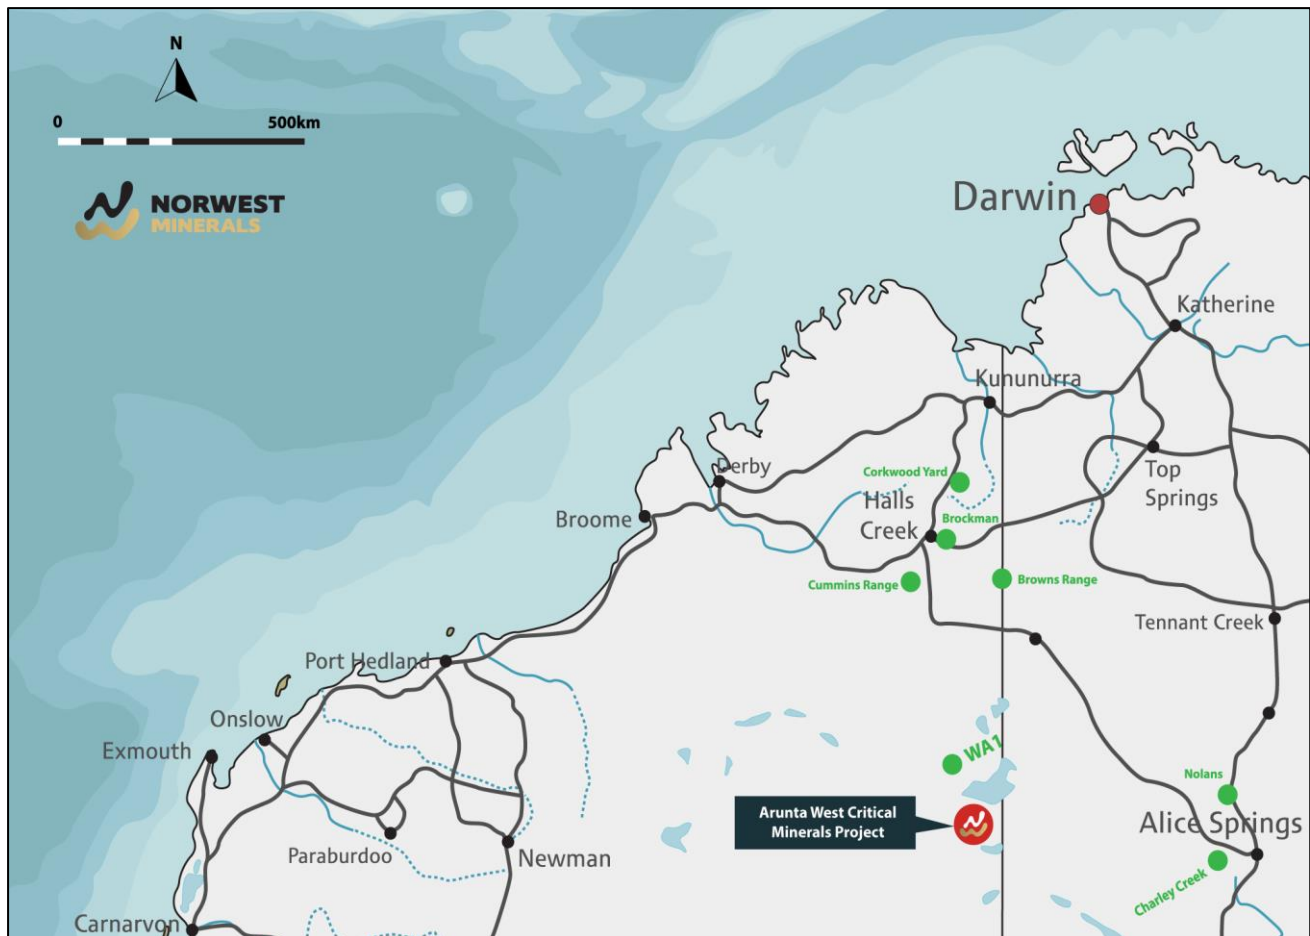 N
0 500km
NORWEST
MINERALS
Darwin
Katherine
Kununurra
Derby
Corkwood Yard
Top
Springs
Halls
Creek
Broome
Brockman
Cummins Range
Browns Range
Tennant Creek
Port Hedland
Onslow
Exmouth
WA1
Nolans
Arunta West Critical
Minerals Project
Alice Springs
Paraburdoo
Newman
Charley Creek
Carnarvon